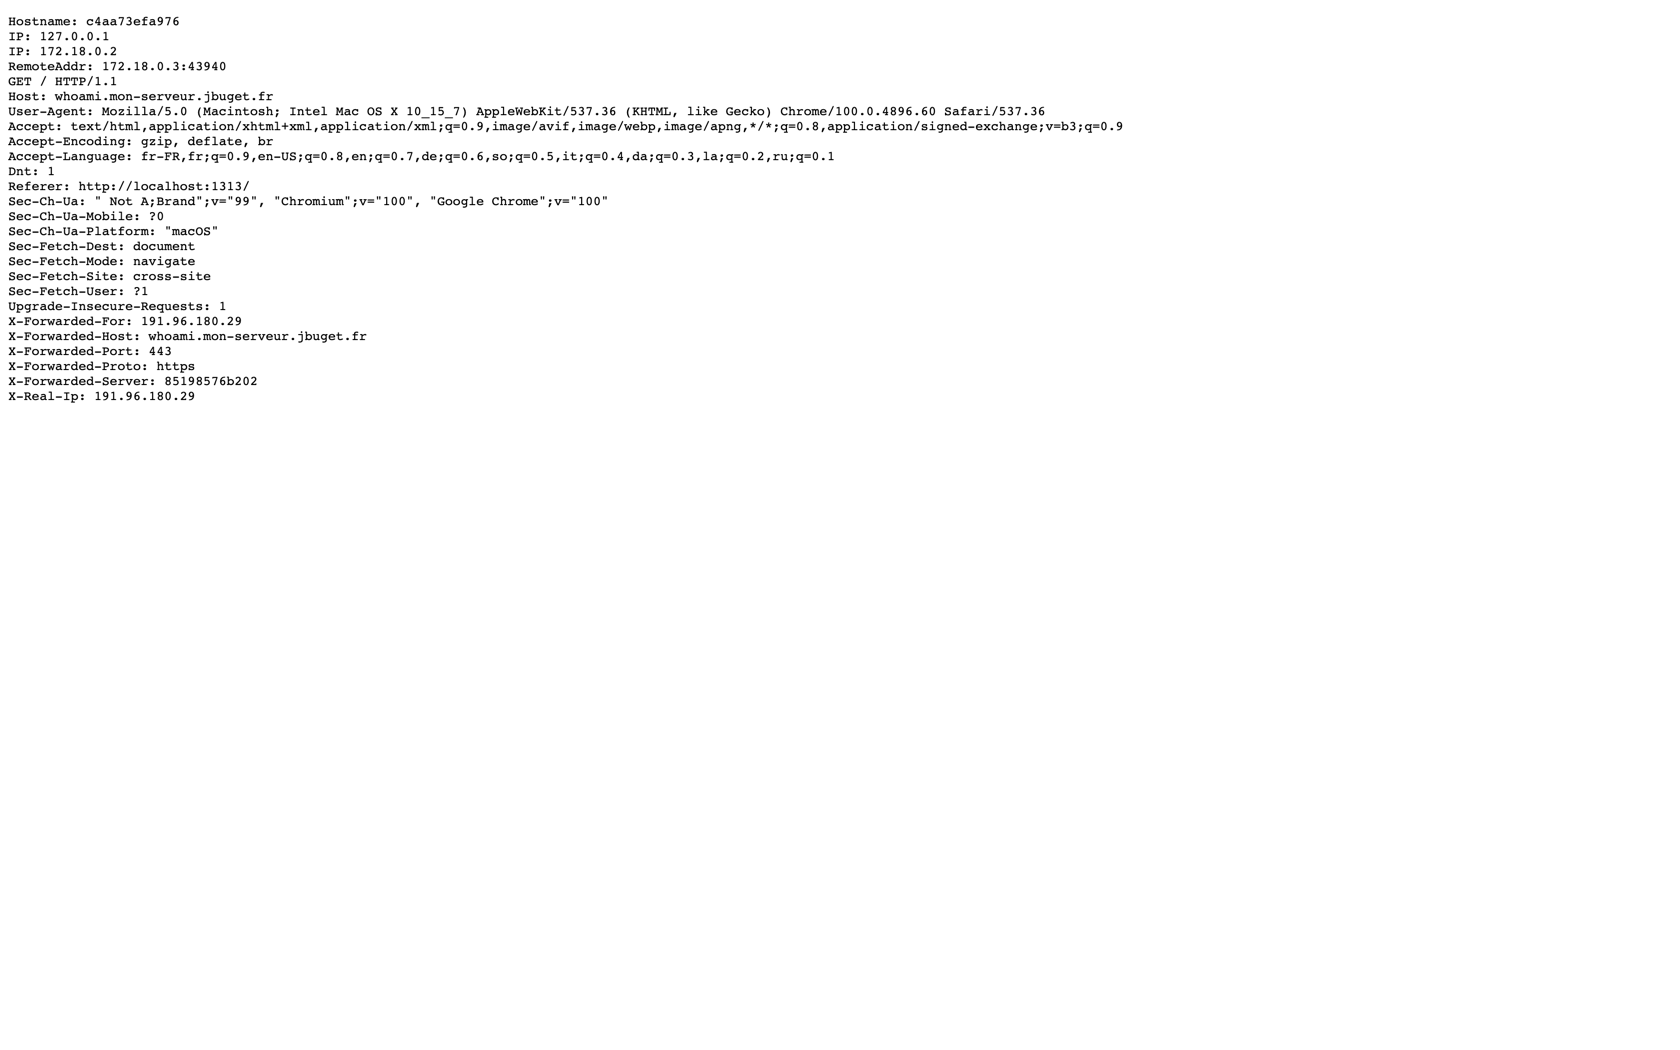 Hostname: c4aa73efa976
IP: 127.0.0.1
IP: 172.18.0.2
RemoteAddr: 172.18.0.3:43940
GET / HTTP/1.1
Host: whoami.mon-serveur.jbuget.fr
User-Agent: Mozilla/5.0 (Macintosh; Intel Mac OS X 10_15_7) AppleWebKit/537.36 (KHTML, like Gecko) Chrome/100.0.4896.60 Safari/537.36
Accept: text/html,application/xhtml+xml,application/xml;q=0.9,image/avif,image/webp,image/apng,*/*;q=0.8,application/signed-exchange;v=b3;q=0.9
Accept-Encoding: gzip, deflate, br
Accept-Language: fr-FR,fr;q=0.9,en-US;q=0.8,en;q=0.7,de;q=0.6,so;q=0.5,it;q=0.4,da;q=0.3,la;q=0.2,ru;q=0.1
Dnt: 1
Referer: http://localhost:1313/
Sec-Ch-Ua: " Not A;Brand";v="99", "Chromium";v="100", "Google Chrome";v="100"
Sec-Ch-Ua-Mobile: ?0
Sec-Ch-Ua-Platform: "macOS"
Sec-Fetch-Dest: document
Sec-Fetch-Mode: navigate
Sec-Fetch-Site: cross-site
Sec-Fetch-User: ?1
Upgrade-Insecure-Requests: 1
X-Forwarded-For: 191.96.180.29
X-Forwarded-Host: whoami.mon-serveur.jbuget.fr
X-Forwarded-Port: 443
X-Forwarded-Proto: https
X-Forwarded-Server: 85198576b202
X-Real-Ip: 191.96.180.29